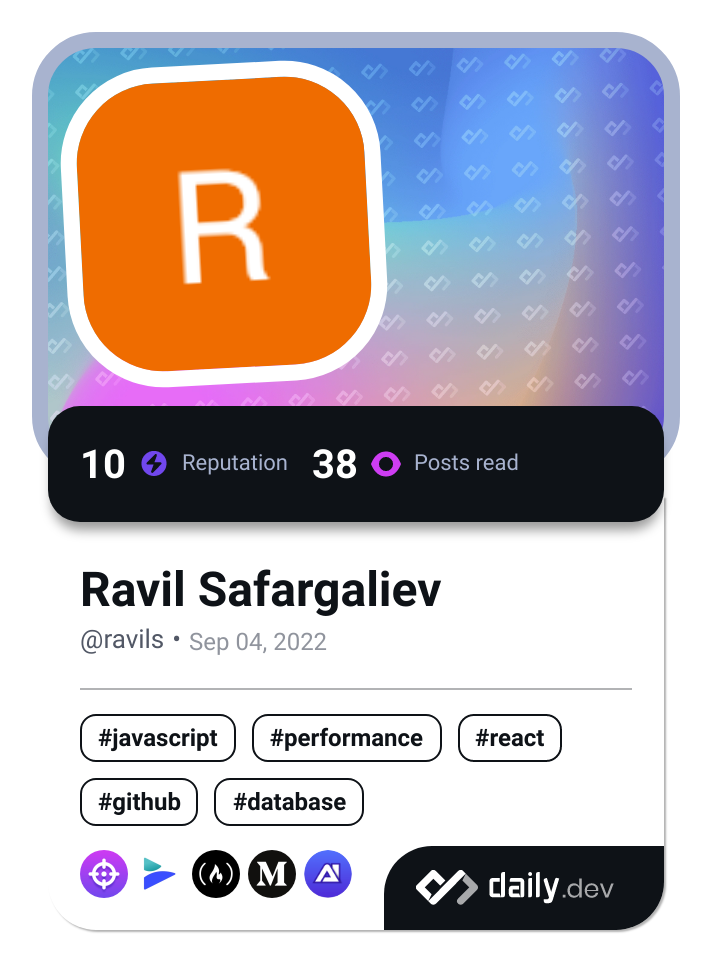 R
10 Reputation 38 Posts read
Ravil Safargaliev
@ravils • Sep 04, 2022
#javascript #performance #react
#github #database
M
daily.dev